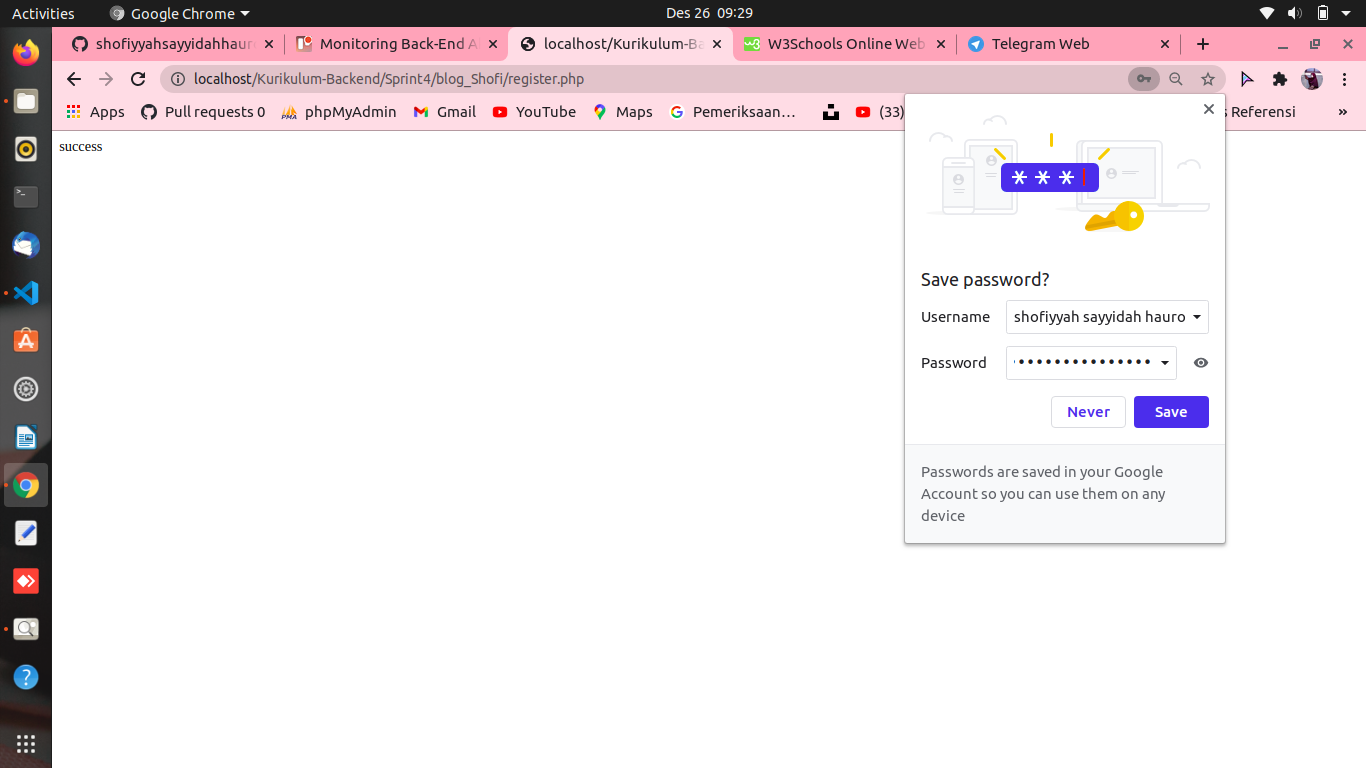 Activities
Google Chrome
Des 26 09:29
shofiyyahsayyidahhaur
Monitoring Back-End A
localhost/Kurikulum-Ba
W3Schools Online Web
Telegram Web
localhost/Kurikulum-Backend/Sprint4/blog_Shofi/register.php
Apps
Pull requests 0
phpMyAdmin
Gmail
YouTube
Maps
Pemeriksaan…
(33)
Referensi
success
* * *
Save password?
Username
shofiyyah sayyidah hauro
Password
•••••••••••••••
Never
Save
Passwords are saved in your Google
Account so you can use them on any
device